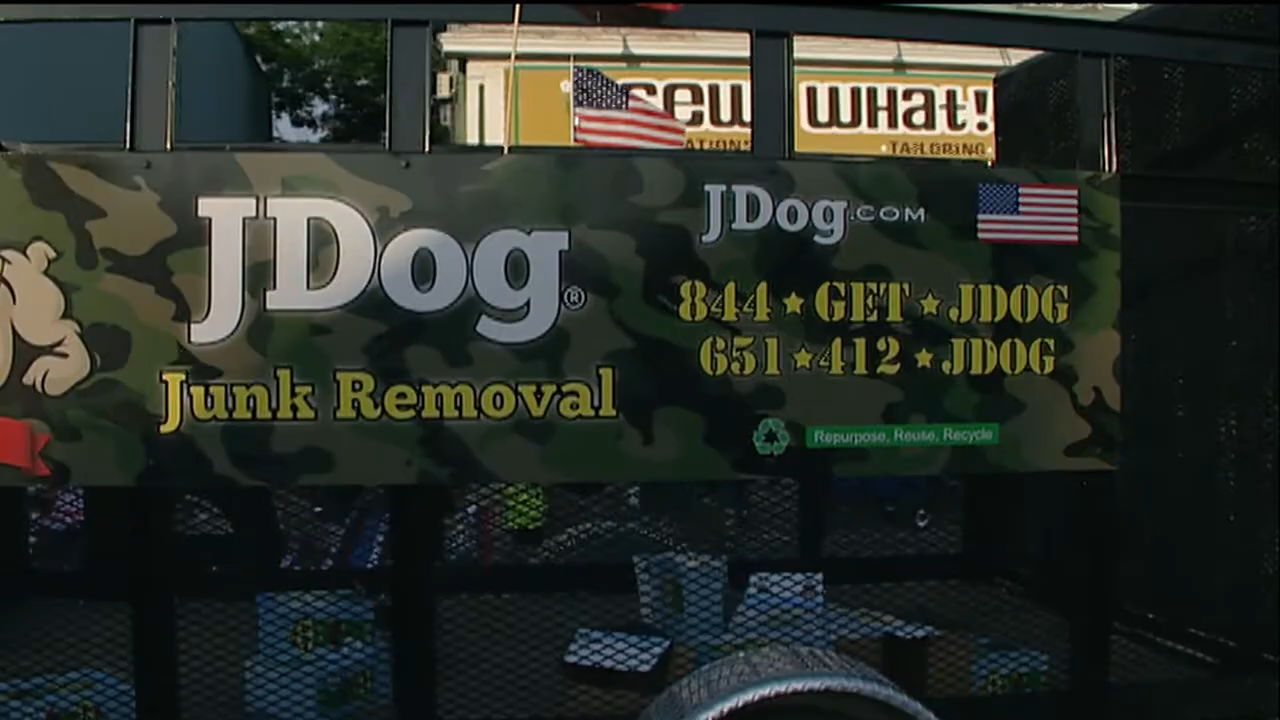 SEW WHAT!
TAILORING
JDog®
Junk Removal
JDog.COM
844★GET★JDOG
651★412★JDOG
Repurpose, Reuse, Recycle